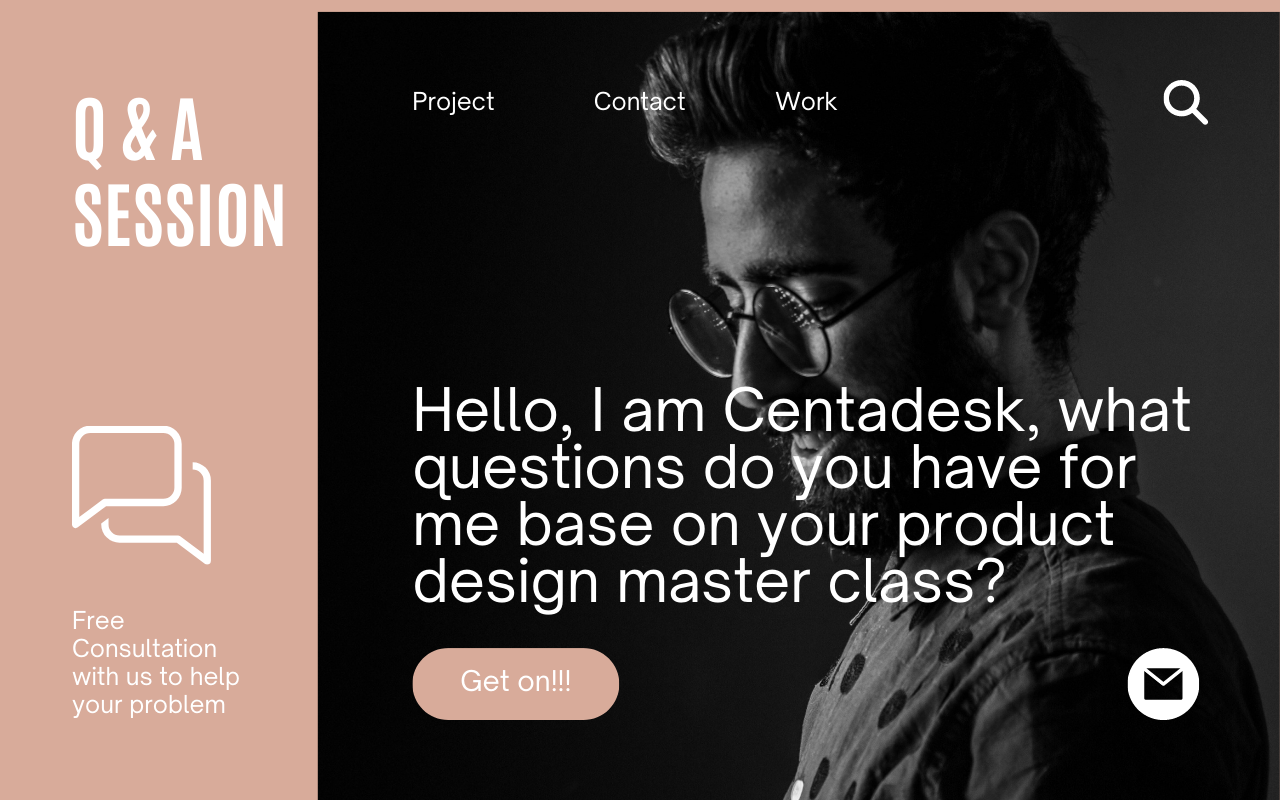 Q & A
SESSION
Free
Consultation
with us to help
your problem
Project
Contact
Work
Hello, I am Centadesk, what
questions do you have for
me base on your product
design master class?
Get on!!!